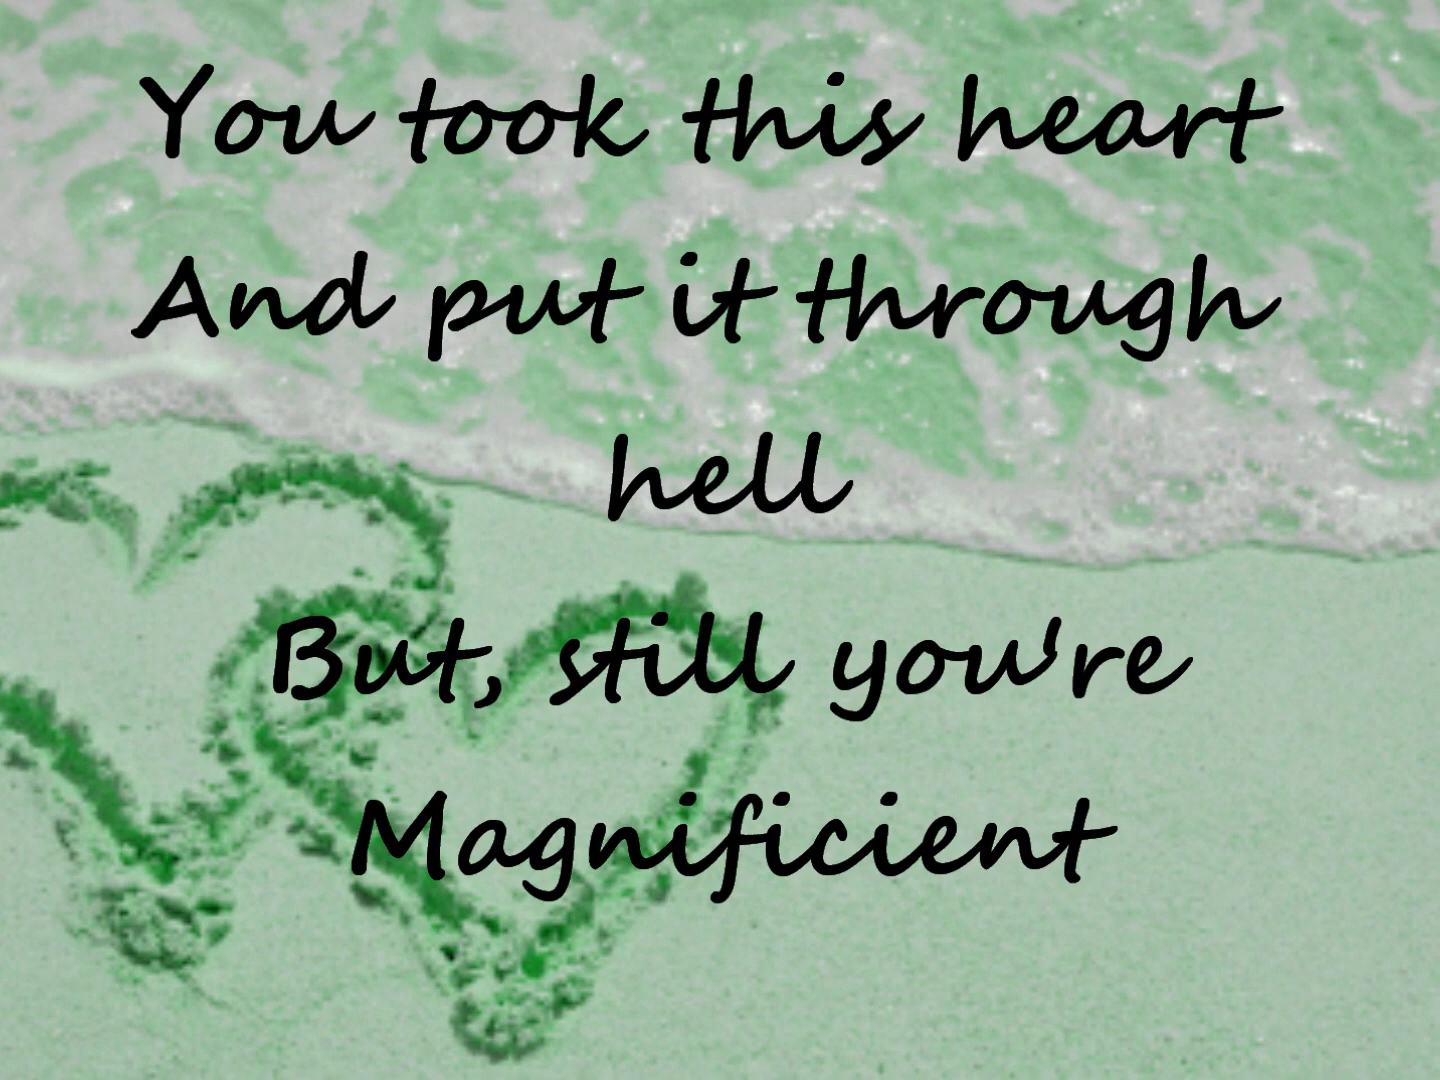 You took this heart
And put it through
hell
But, still you're
Magnificient